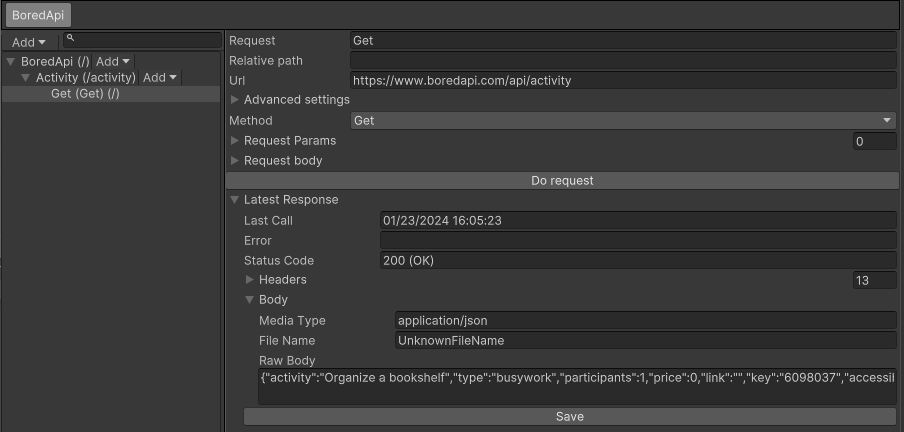 BoredApi
Add
BoredApi (/) Add
Activity (/activity) Add
Get (Get) (/)
Request Get
Relative path
Url https://www.boredapi.com/api/activity
Advanced settings
Method Get
Request Params 0
Request body
Do request
Latest Response
Last Call 01/23/2024 16:05:23
Error
Status Code 200 (OK)
Headers 13
Body
Media Type application/json
File Name UnknownFileName
Raw Body
{"activity":"Organize a bookshelf","type":"busywork","participants":1,"price":0,"link":"","key":"6098037","accessil
Save